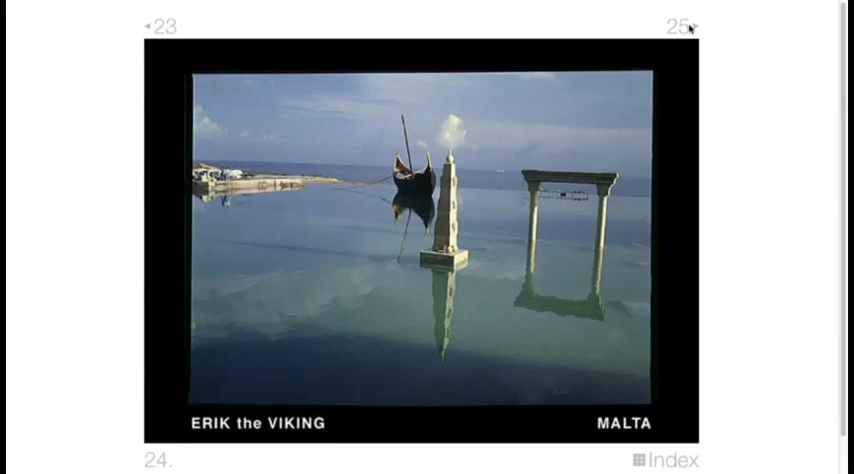 23
25
ERIK the VIKING
MALTA
24.
Index